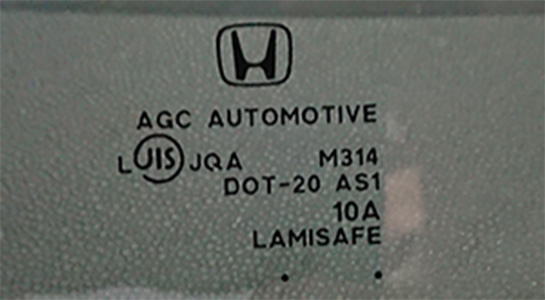 AGC AUTOMOTIVE
L JIS JQA M314
DOT-20 AS1
10A
LAMISAFE